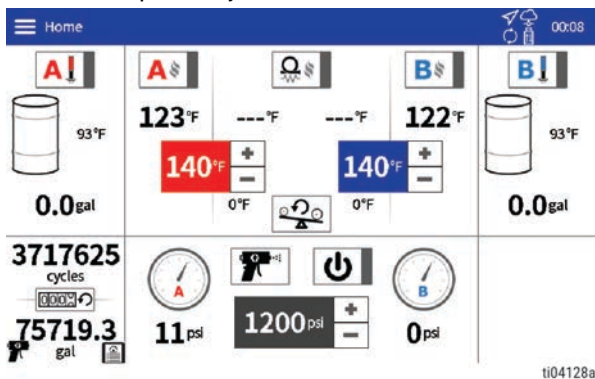 Home 00:08
A A B B
123°F ---°F ---°F 122°F
93°F 93°F
140°F + - 140°F + -
0°F 0°F
0.0gal 0.0gal
3717625
cycles
A B
1200psi + -
75719.3
gal
11psi 0psi
ti04128a